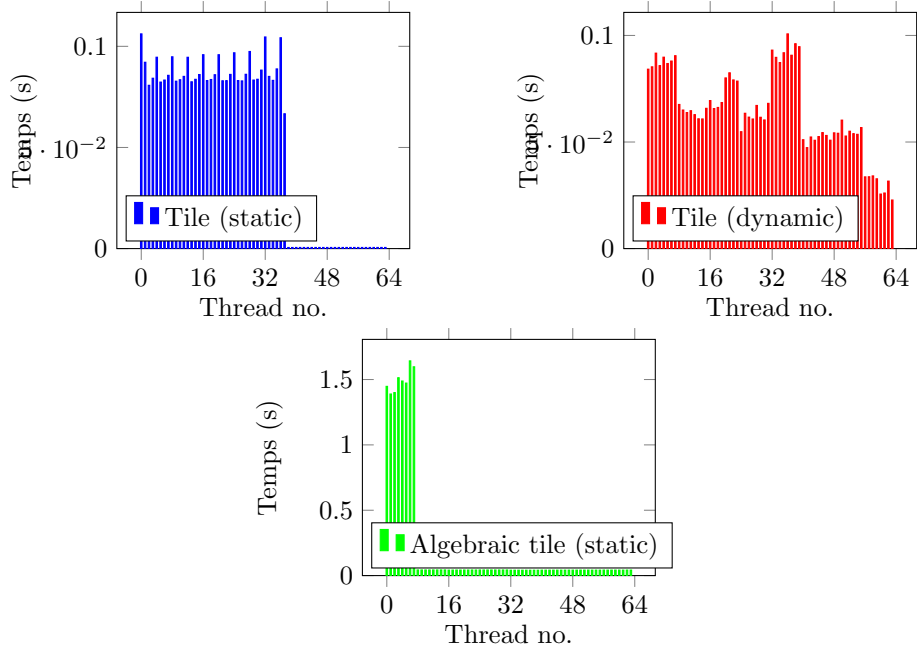 0.1
5 · 10^−2
0
Temps (s)
Tile (static)
0 16 32 48 64
Thread no.
0.1
5 · 10^−2
0
Temps (s)
Tile (dynamic)
0 16 32 48 64
Thread no.
1.5
1
0.5
0
Temps (s)
Algebraic tile (static)
0 16 32 48 64
Thread no.